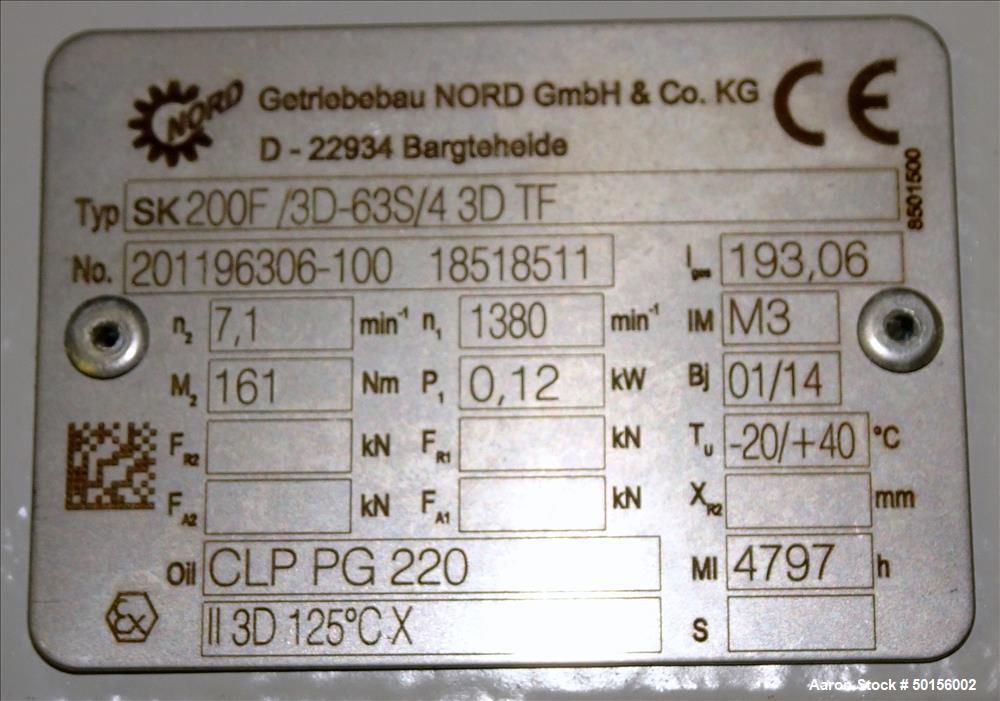 NORD Getriebebau NORD GmbH & Co. KG CE
D - 22934 Bargteheide
8501500
Typ SK 200F /3D-63S/4 3D TF
No. 201196306-100 18518511 Iges 193,06
n2 7,1 min-1 n1 1380 min-1 IM M3
M2 161 Nm P1 0,12 kW Bj 01/14
FR2 kN FR1 kN Tu -20/+40 °C
FA2 kN FA1 kN XR2 mm
Oil CLP PG 220 MI 4797 h
Ex II 3D 125°C X S
Aaron Stock # 50156002